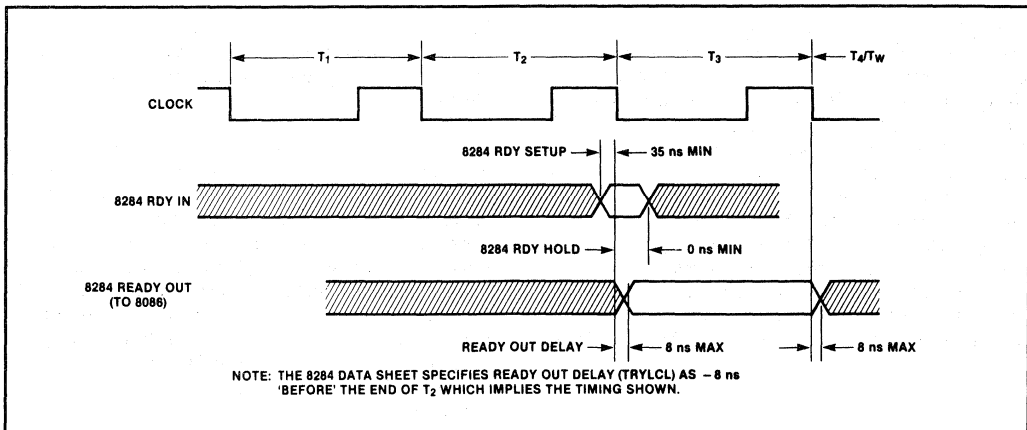 T1 T2 T3 T4/TW
CLOCK
8284 RDY SETUP 35 ns MIN
8284 RDY IN
8284 RDY HOLD 0 ns MIN
8284 READY OUT
(TO 8086)
READY OUT DELAY 8 ns MAX 8 ns MAX
NOTE: THE 8284 DATA SHEET SPECIFIES READY OUT DELAY (TRYLCL) AS – 8 ns
'BEFORE' THE END OF T2 WHICH IMPLIES THE TIMING SHOWN.